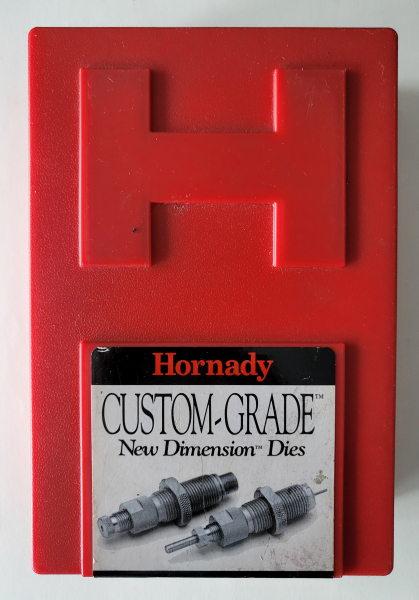 H
Hornady
CUSTOM-GRADE™
New Dimension™ Dies